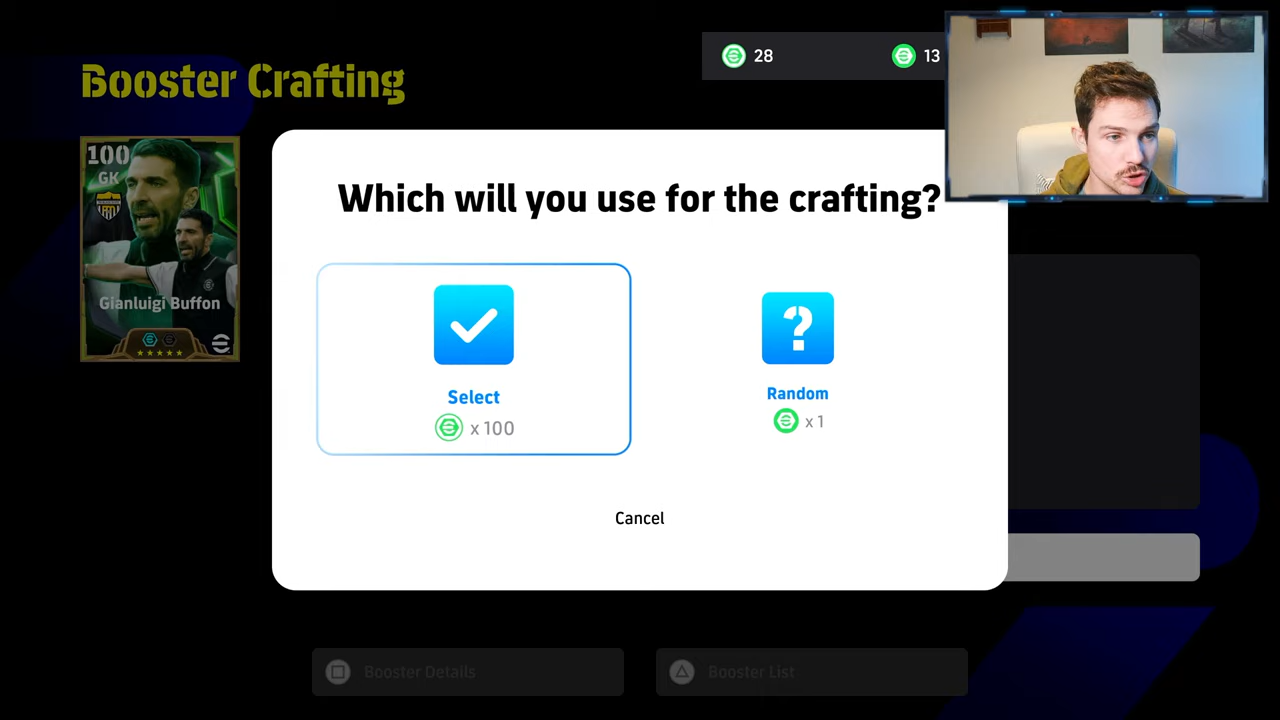 Booster Crafting
28
13
100
GK
Gianluigi Buffon
Which will you use for the crafting?
Select
x 100
Random
x 1
Cancel
Booster Details
Booster List